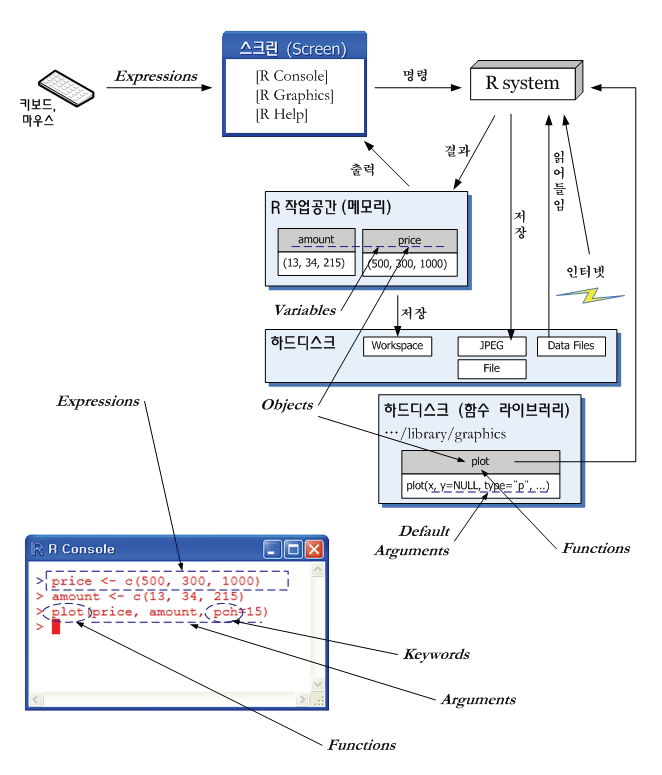 스크린 (Screen)
[R Console]
[R Graphics]
[R Help]
Expressions
키보드,
마우스
명령
R system
결과
출력
저장
읽어들임
인터넷
R 작업공간 (메모리)
amount
price
(13, 34, 215)
(500, 300, 1000)
Variables
저장
하드디스크
Workspace
JPEG
Data Files
File
Expressions
Objects
하드디스크 (함수 라이브러리)
…/library/graphics
plot
plot(x, y=NULL, type="p", ...)
Default
Arguments
Functions
R Console
> price <- c(500, 300, 1000)
> amount <- c(13, 34, 215)
> plot(price, amount, pch=15)
>
Keywords
Arguments
Functions